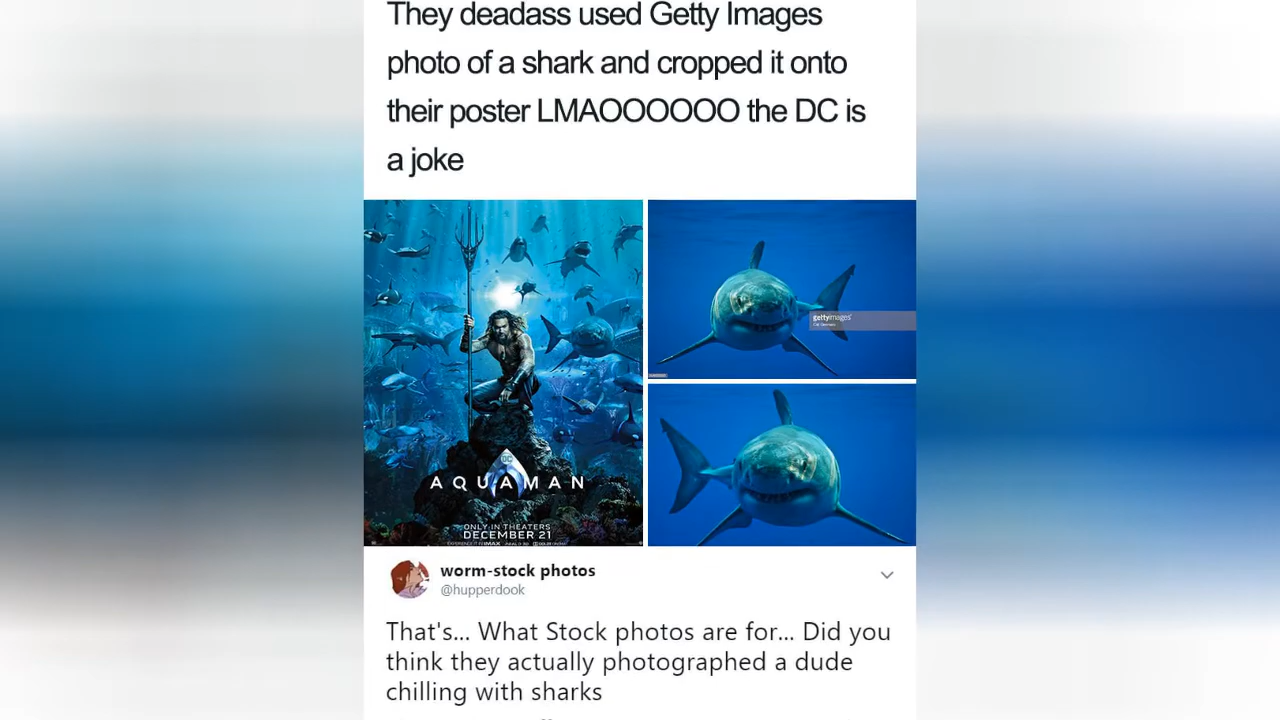 They deadass used Getty Images
photo of a shark and cropped it onto
their poster LMAOOOOOO the DC is
a joke
gettyimages
DC
AQUAMAN
ONLY IN THEATERS
DECEMBER 21
worm-stock photos
@hupperdook
That's... What Stock photos are for... Did you
think they actually photographed a dude
chilling with sharks